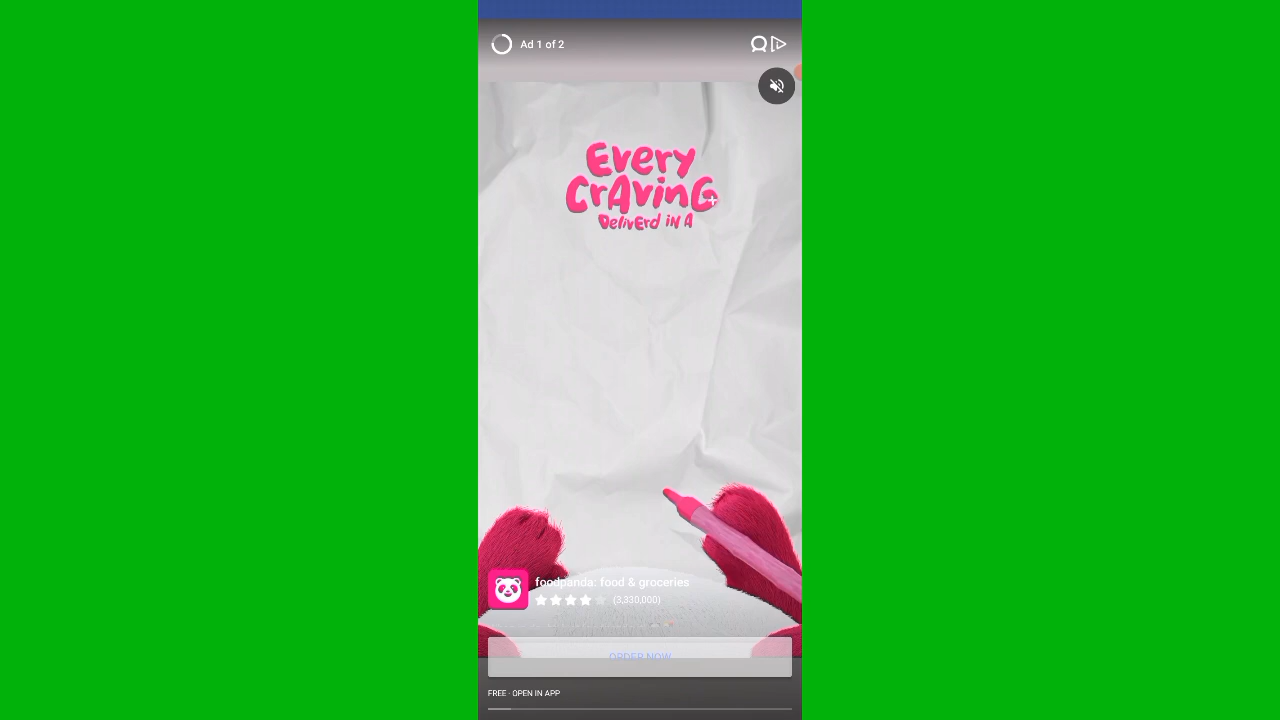 Ad 1 of 2
Every
CrAvinG
DelivErd iN A
foodpanda: food & groceries
(3,330,000)
ORDER NOW
FREE · OPEN IN APP